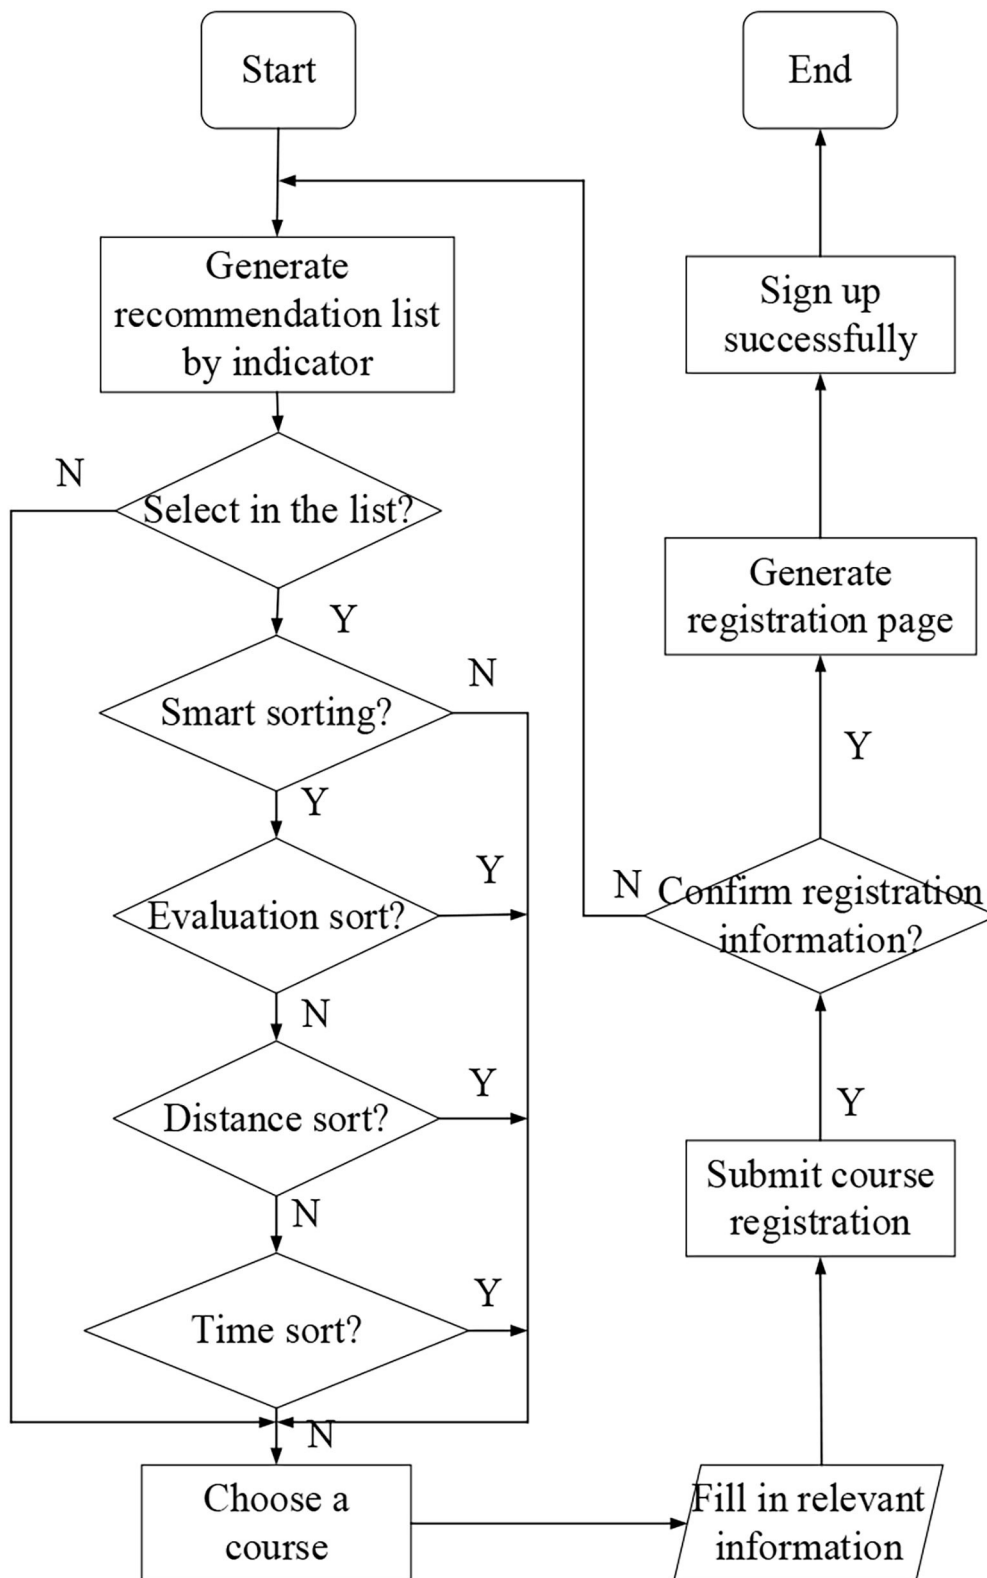 Start
Generate
recommendation list
by indicator
N
Select in the list?
Y
N
Smart sorting?
Y
Y
Evaluation sort?
N
Y
Distance sort?
N
Y
Time sort?
N
Choose a
course
Fill in relevant
information
Submit course
registration
Y
N
Confirm registration
information?
Y
Generate
registration page
Sign up
successfully
End